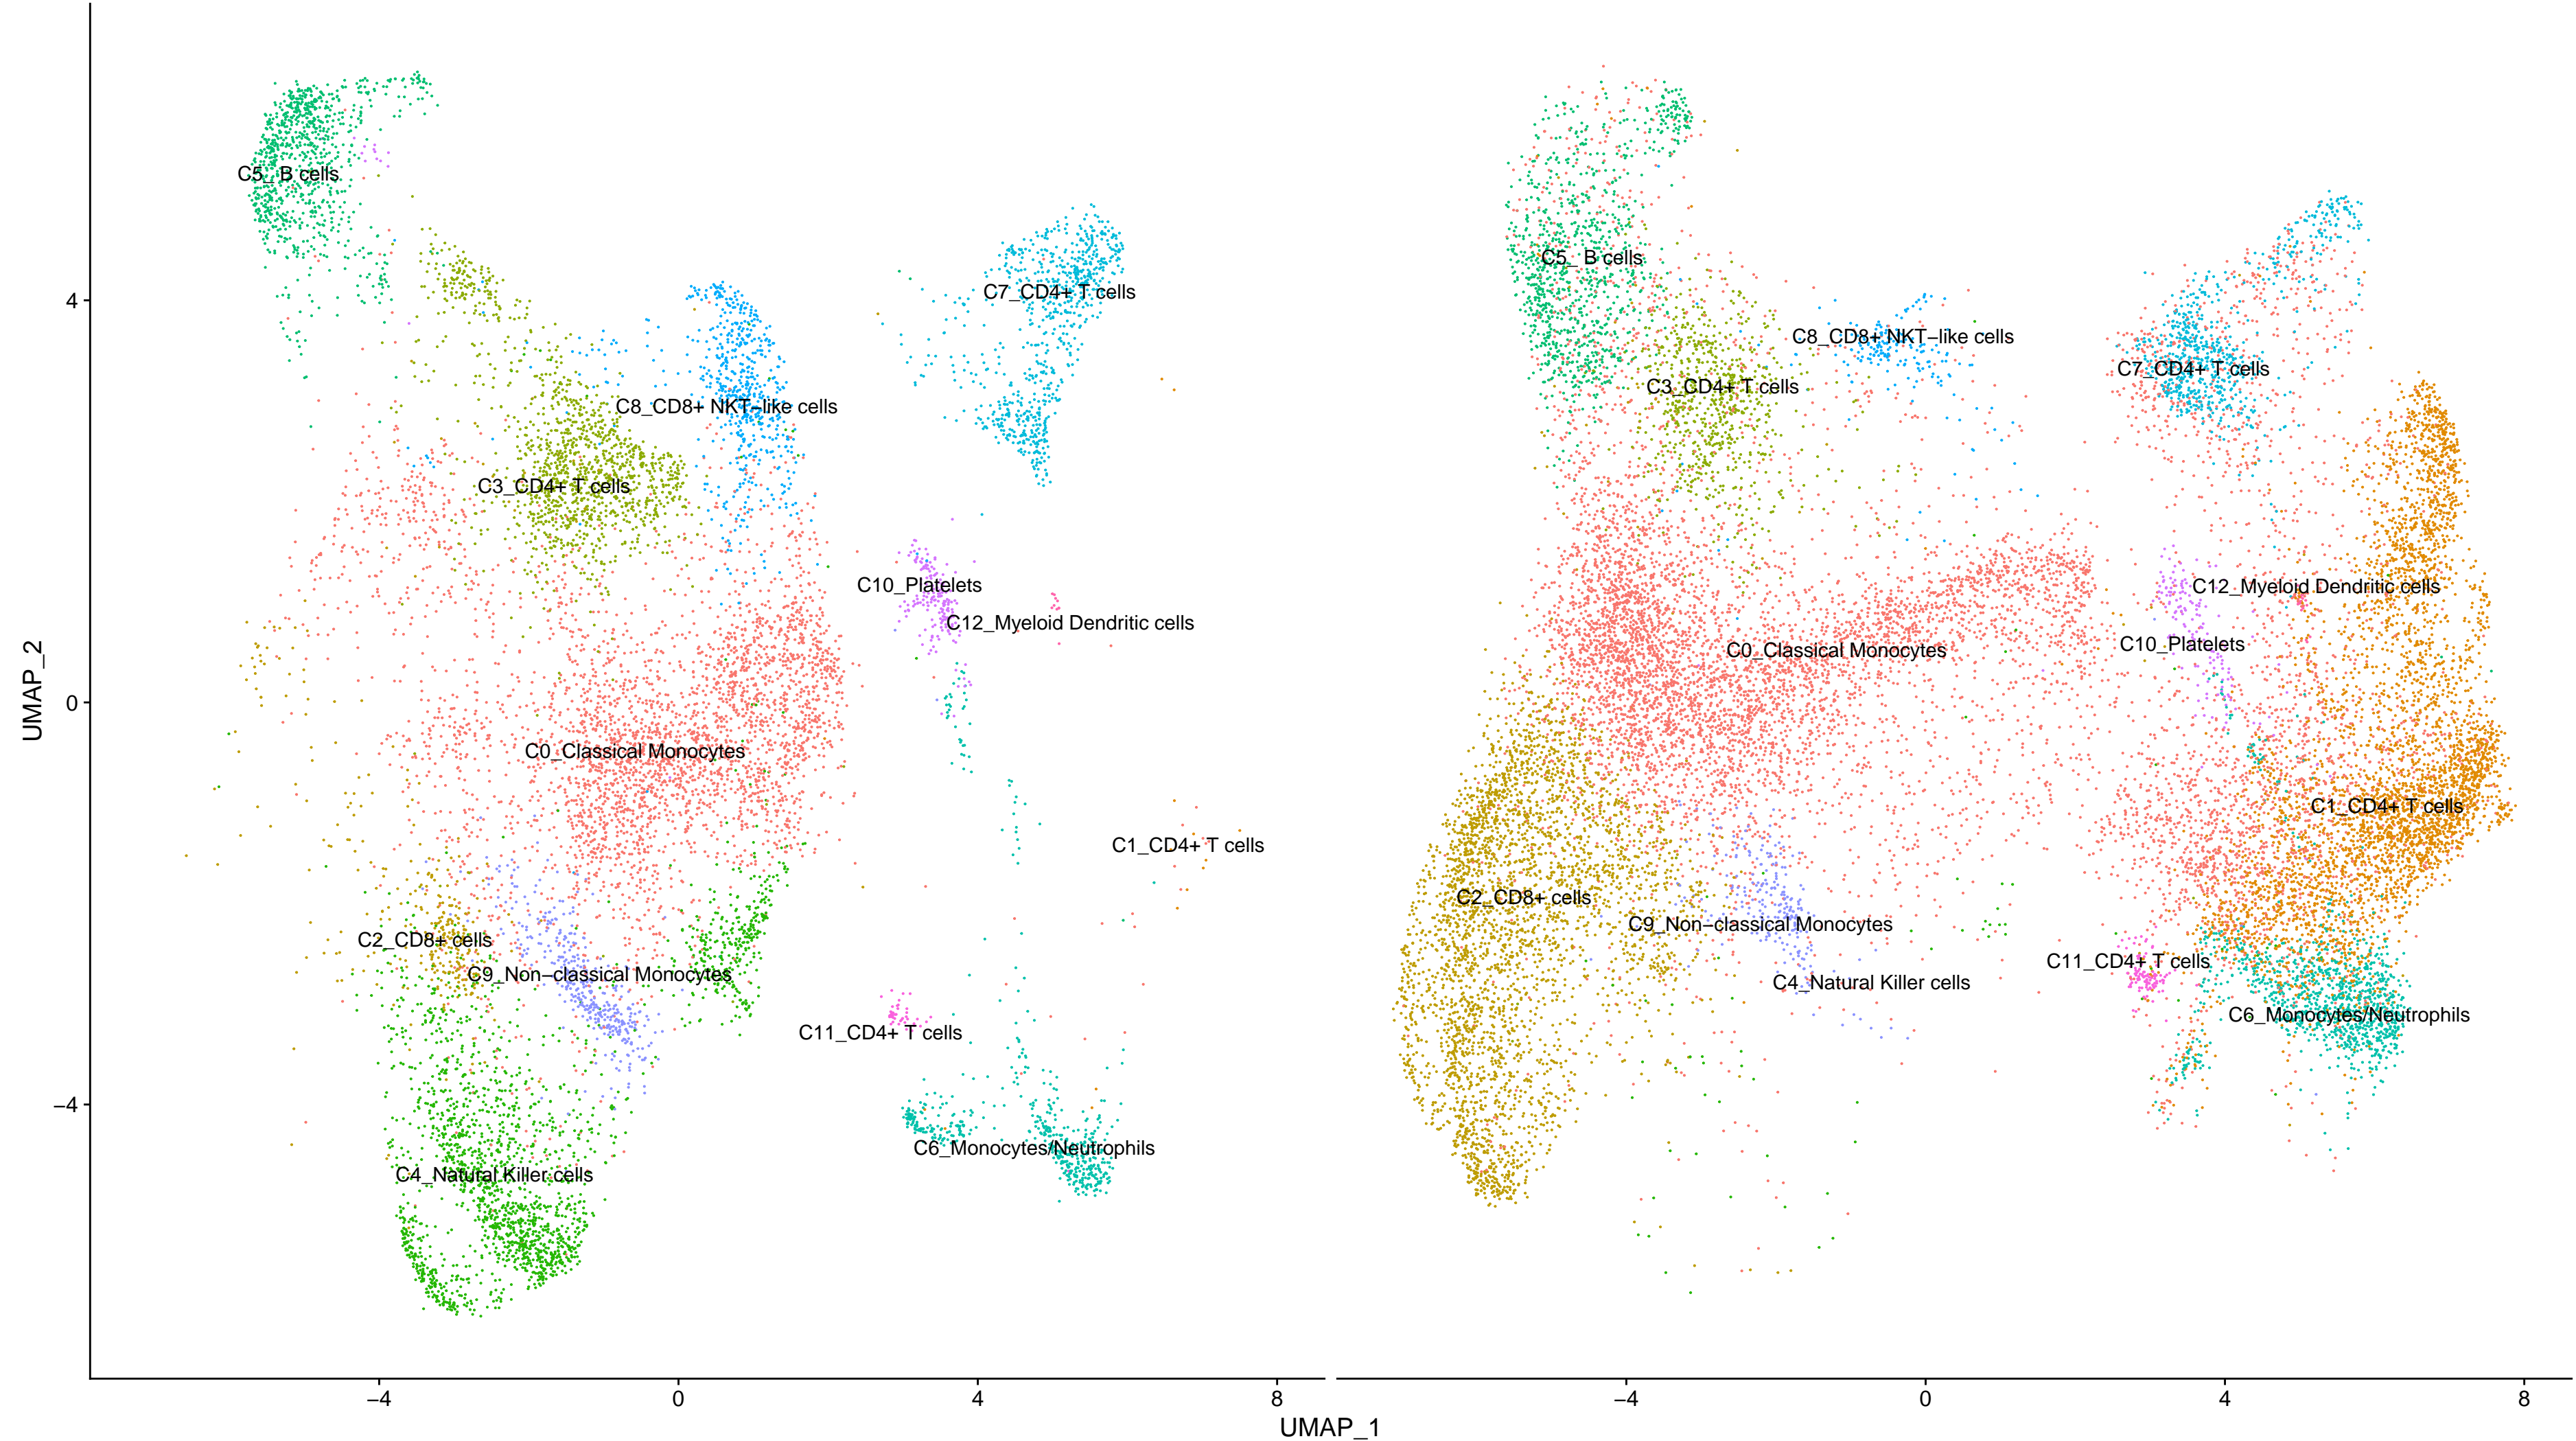 C5_ B cells
C7_CD4+ T cells
C8_CD8+ NKT−like cells
C3_CD4+ T cells
C10_Platelets
C12_Myeloid Dendritic cells
C0_Classical Monocytes
C1_CD4+ T cells
C2_CD8+ cells
C9_Non−classical Monocytes
C11_CD4+ T cells
C6_Monocytes/Neutrophils
C4_Natural Killer cells
C5_ B cells
C8_CD8+ NKT−like cells
C7_CD4+ T cells
C3_CD4+ T cells
C12_Myeloid Dendritic cells
C10_Platelets
C0_Classical Monocytes
C1_CD4+ T cells
C2_CD8+ cells
C9_Non−classical Monocytes
C11_CD4+ T cells
C4_Natural Killer cells
C6_Monocytes/Neutrophils
4
0
−4
UMAP_2
−4 0 4 8
−4 0 4 8
UMAP_1